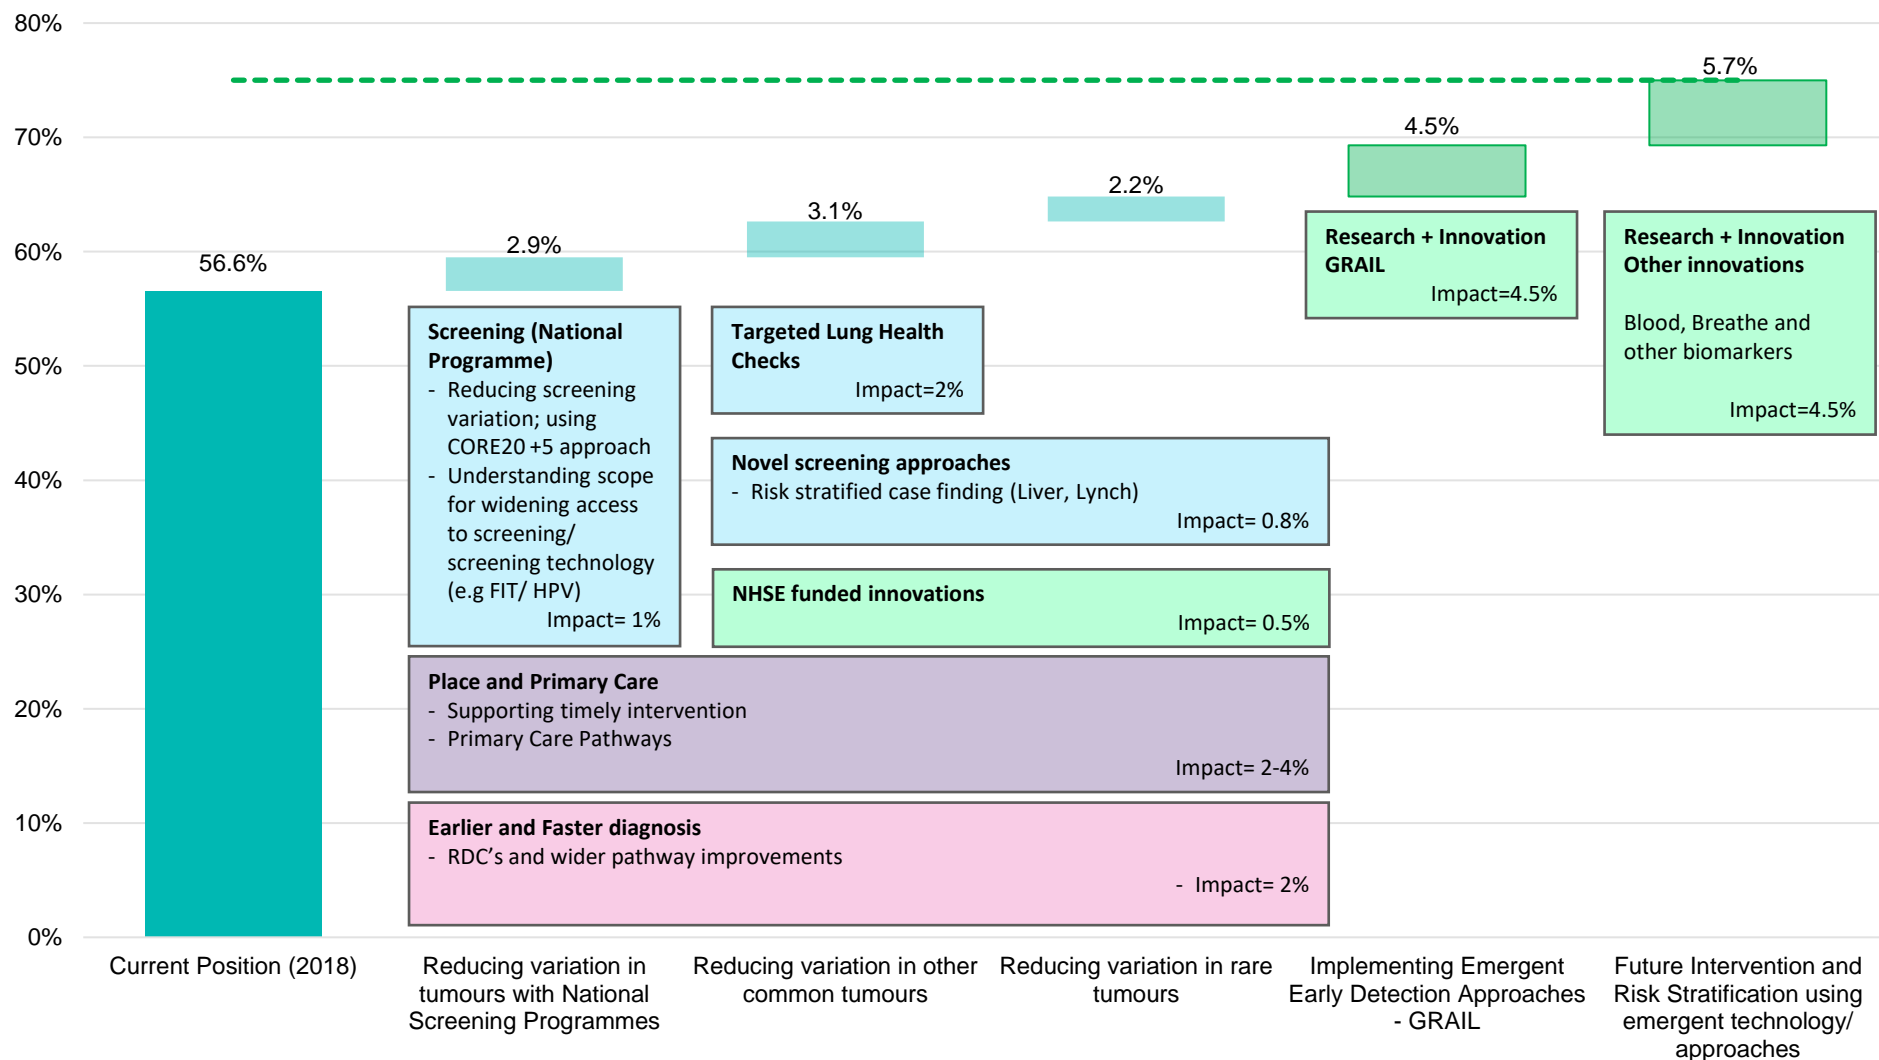 80%
70%
60%
50%
40%
30%
20%
10%
0%
56.6%
2.9%
3.1%
2.2%
4.5%
5.7%
Screening (National
Programme)
- Reducing screening
variation; using
CORE20 +5 approach
- Understanding scope
for widening access
to screening/
screening technology
(e.g FIT/ HPV)
Impact= 1%
Targeted Lung Health
Checks
Impact=2%
Novel screening approaches
- Risk stratified case finding (Liver, Lynch)
Impact= 0.8%
NHSE funded innovations
Impact= 0.5%
Place and Primary Care
- Supporting timely intervention
- Primary Care Pathways
Impact= 2-4%
Earlier and Faster diagnosis
- RDC's and wider pathway improvements
- Impact= 2%
Research + Innovation
GRAIL
Impact=4.5%
Research + Innovation
Other innovations
Blood, Breathe and
other biomarkers
Impact=4.5%
Current Position (2018)
Reducing variation in
tumours with National
Screening Programmes
Reducing variation in other
common tumours
Reducing variation in rare
tumours
Implementing Emergent
Early Detection Approaches
- GRAIL
Future Intervention and
Risk Stratification using
emergent technology/
approaches